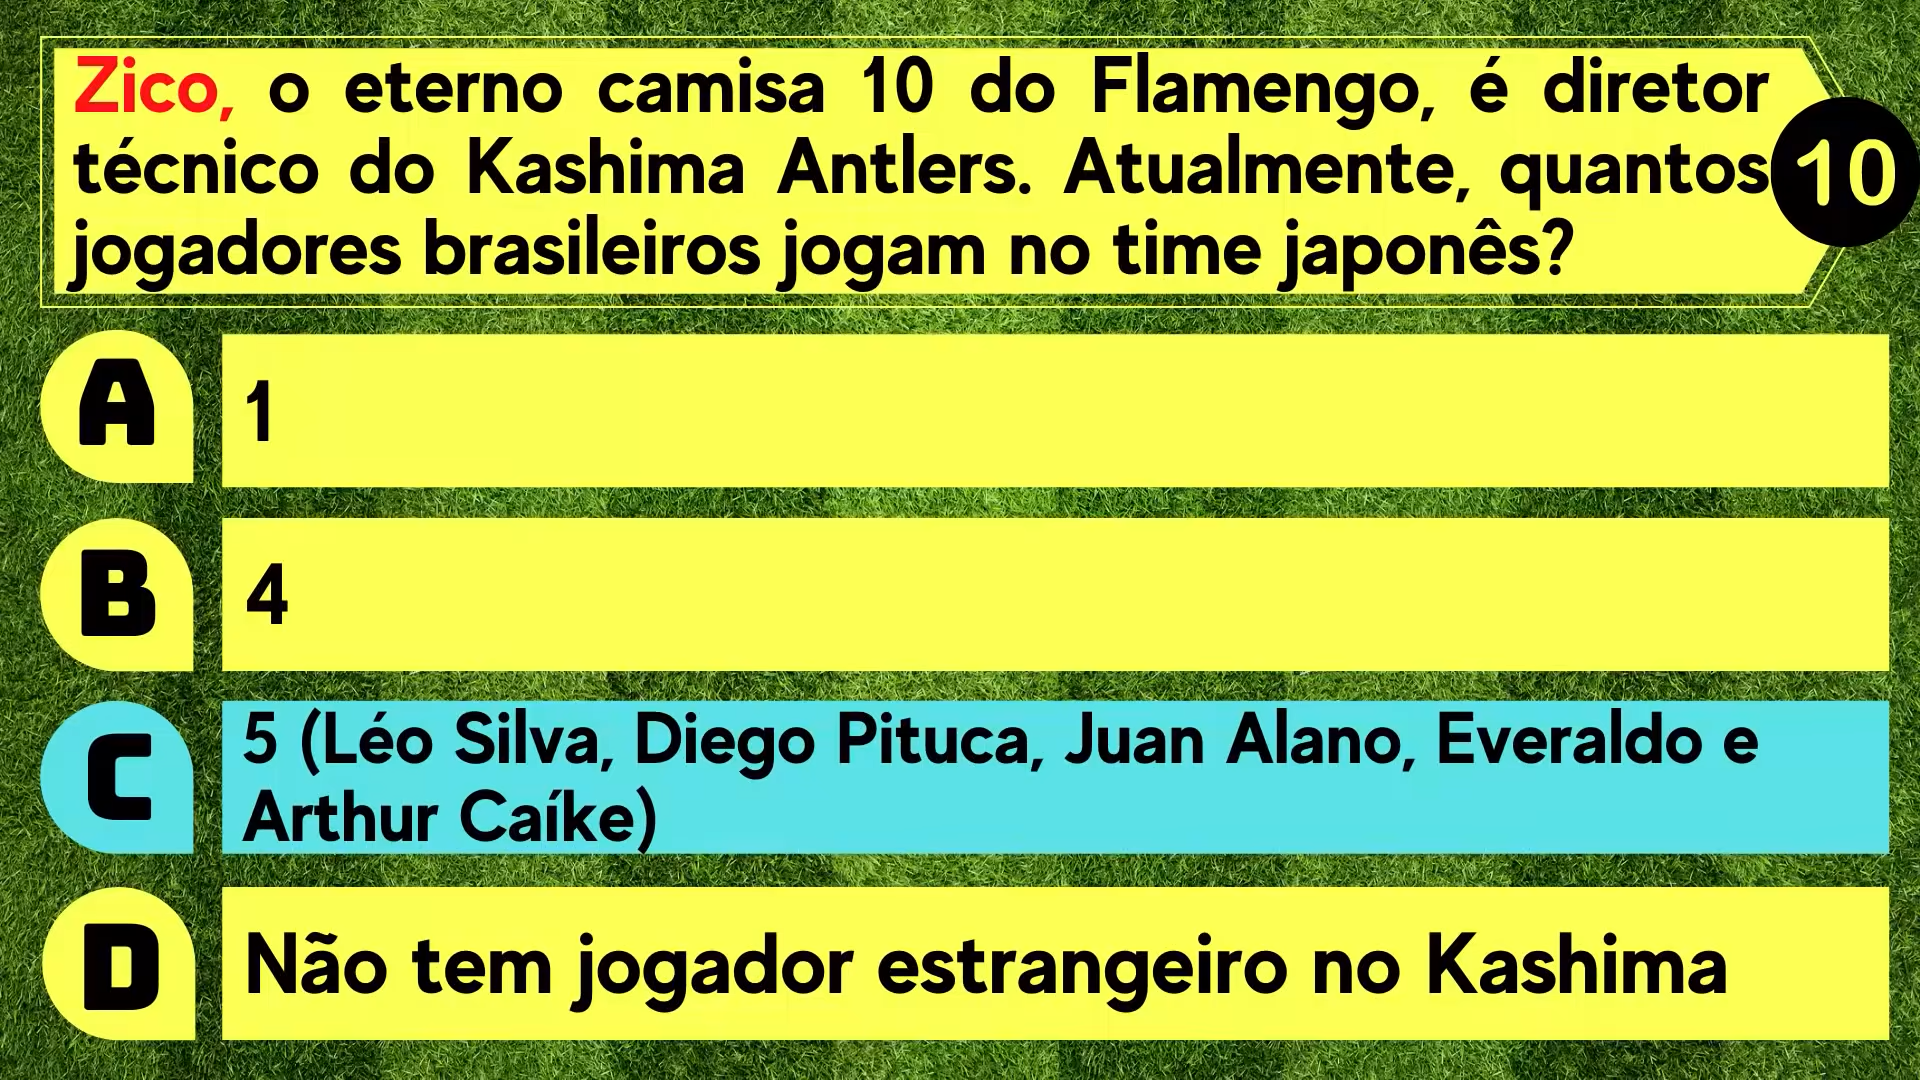 Zico, o eterno camisa 10 do Flamengo, é diretor
técnico do Kashima Antlers. Atualmente, quantos
jogadores brasileiros jogam no time japonês?
10
A
1
B
4
C
5 (Léo Silva, Diego Pituca, Juan Alano, Everaldo e
Arthur Caíke)
D
Não tem jogador estrangeiro no Kashima